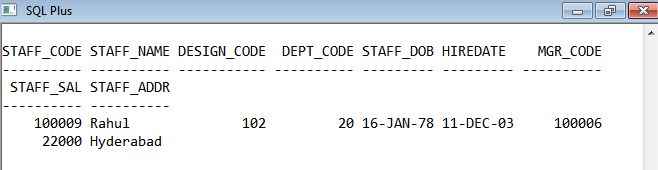 SQL Plus
STAFF_CODE STAFF_NAME DESIGN_CODE  DEPT_CODE STAFF_DOB HIREDATE    MGR_CODE
---------- ---------- ----------- ---------- --------- --------- ----------
 STAFF_SAL STAFF_ADDR
---------- ----------
    100009 Rahul              102         20 16-JAN-78 11-DEC-03     100006
     22000 Hyderabad